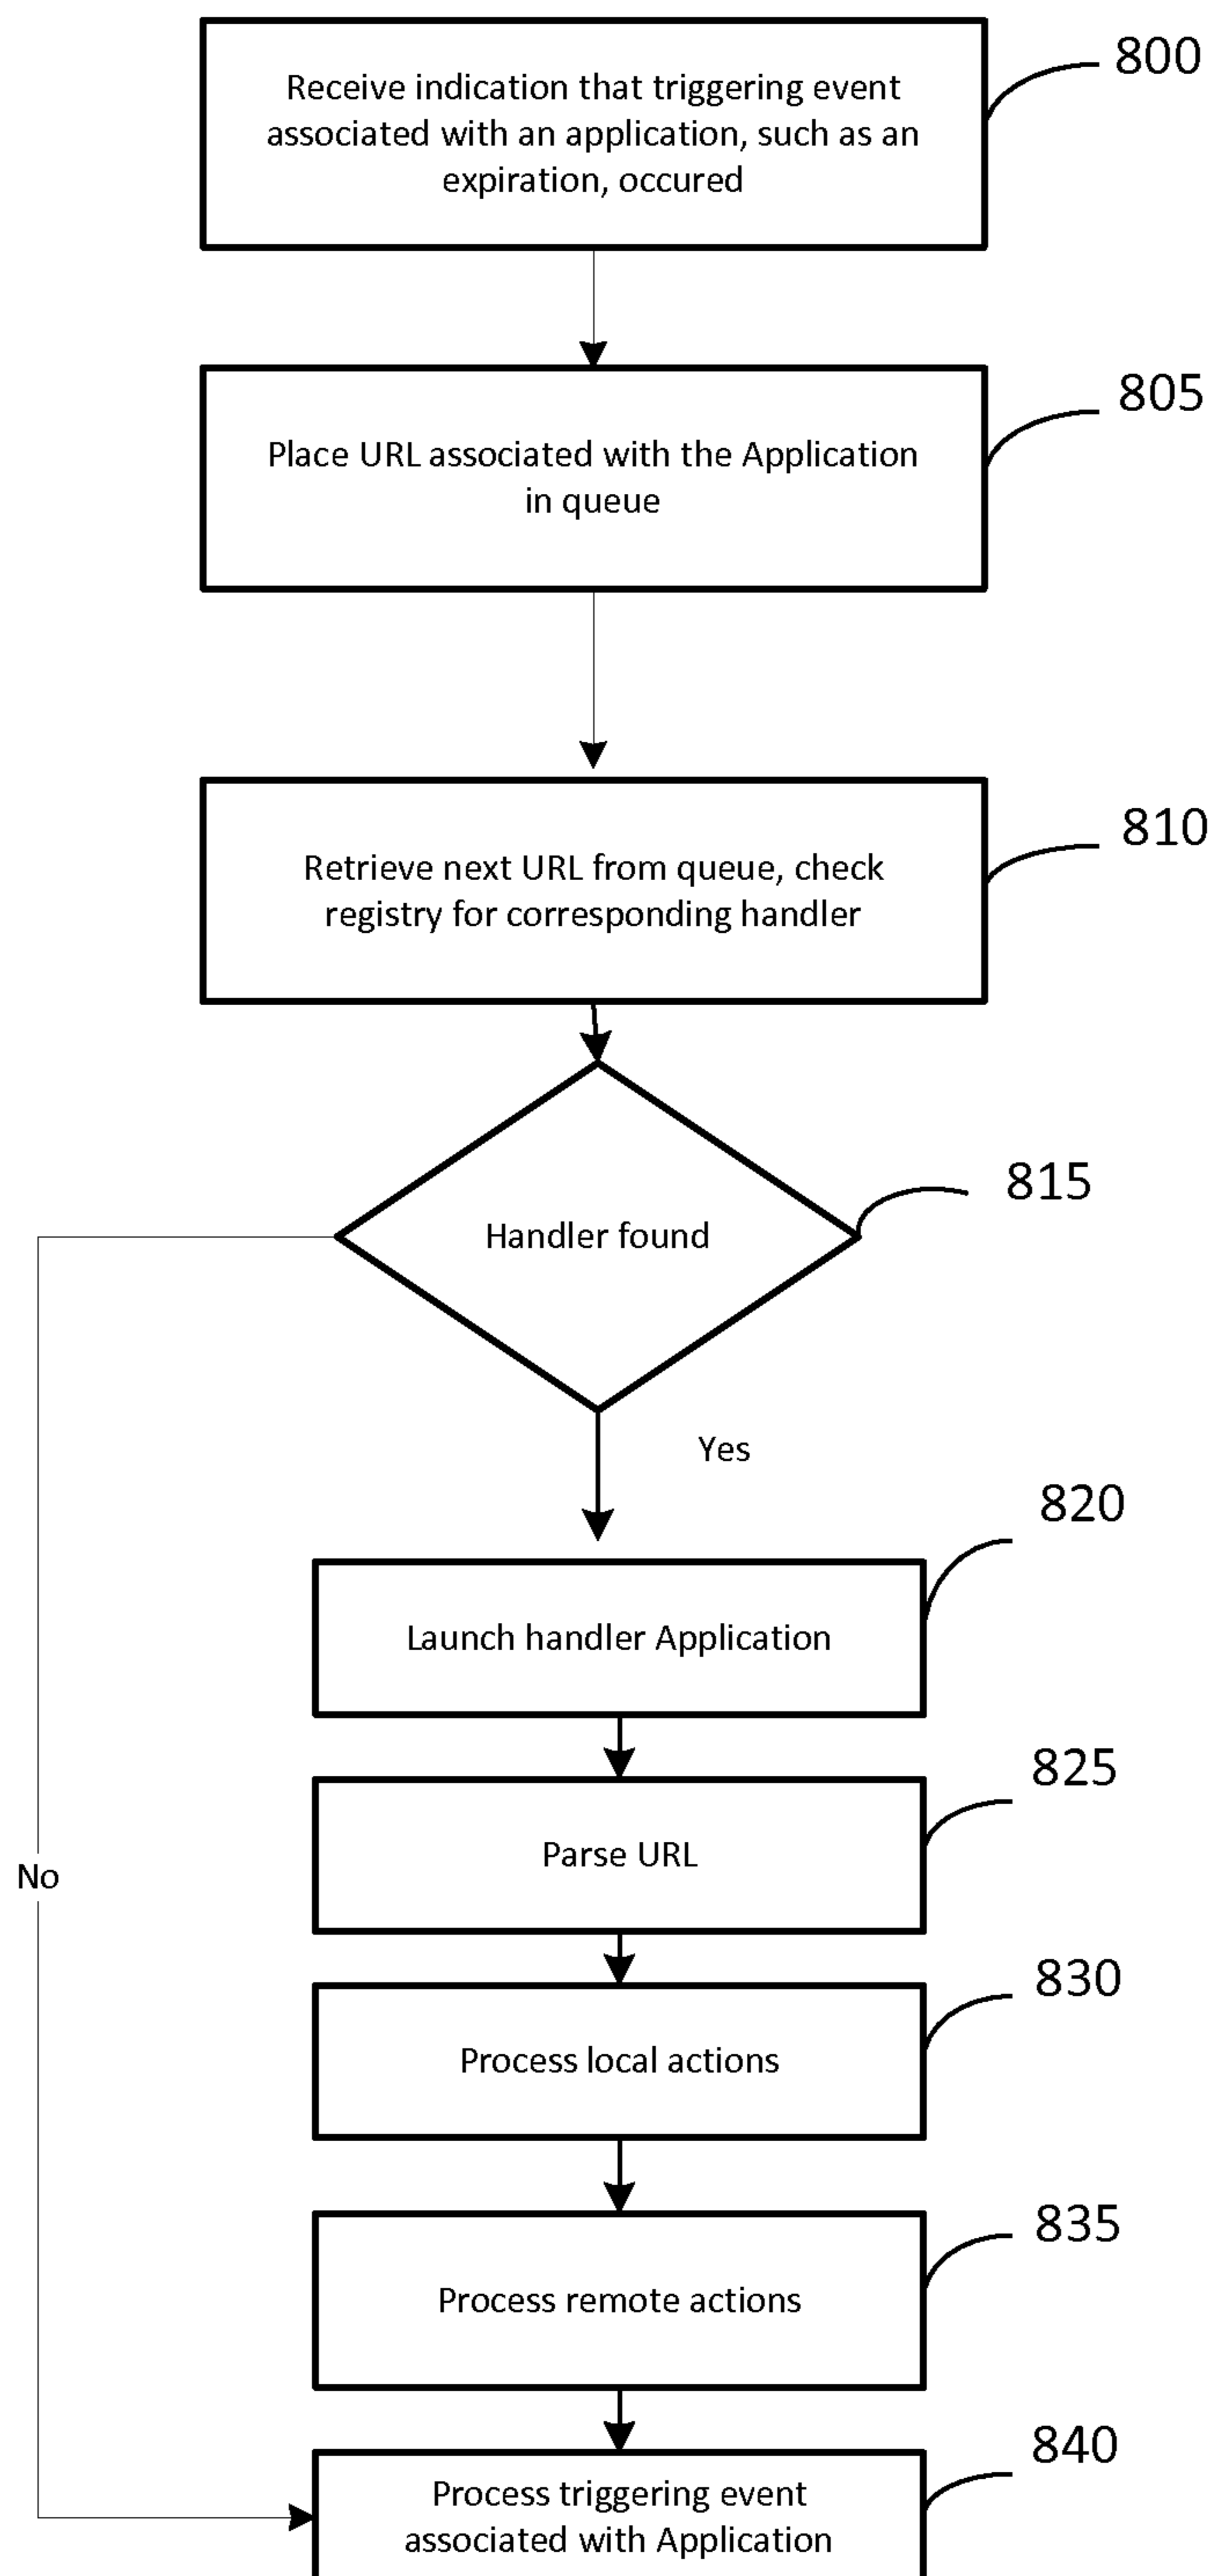 Receive indication that triggering event
associated with an application, such as an
expiration, occured
800
Place URL associated with the Application
in queue
805
Retrieve next URL from queue, check
registry for corresponding handler
810
Handler found
815
Yes
820
Launch handler Application
825
Parse URL
No
830
Process local actions
835
Process remote actions
840
Process triggering event
associated with Application